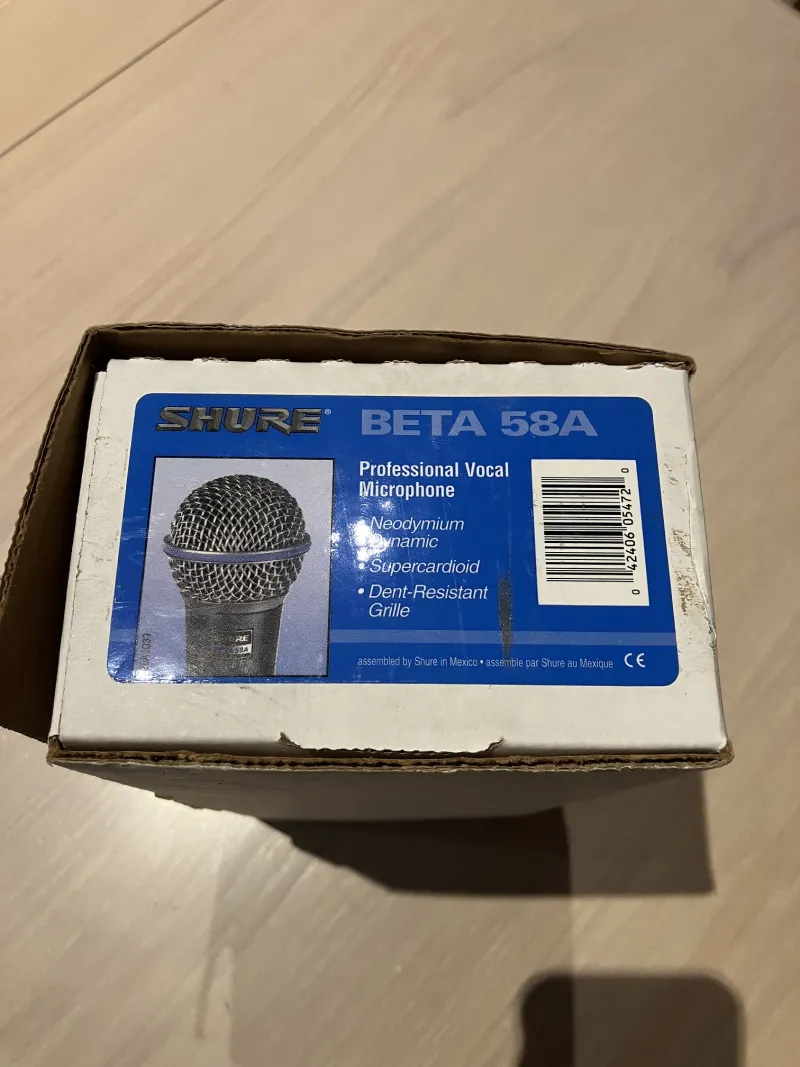 SHURE®
BETA 58A
Professional Vocal
Microphone
• Neodymium
Dynamic
• Supercardioid
• Dent-Resistant
Grille
0 42406 05472 0
assembled by Shure in Mexico • assemble par Shure au Mexique CE